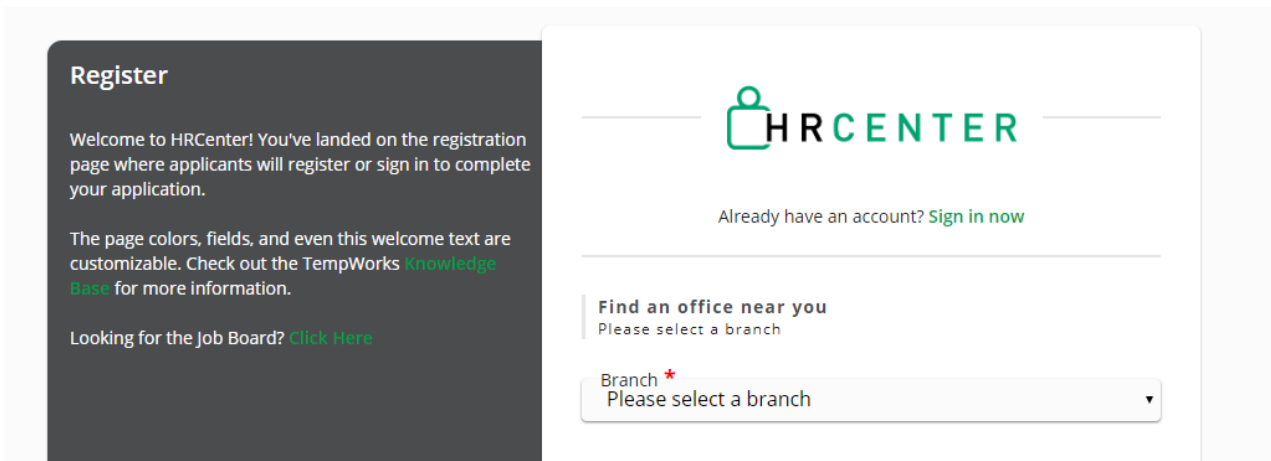 Register
Welcome to HRCenter! You've landed on the registration
page where applicants will register or sign in to complete
your application.
The page colors, fields, and even this welcome text are
customizable. Check out the TempWorks Knowledge
Base for more information.
Looking for the Job Board? Click Here
HRCENTER
Already have an account? Sign in now
Find an office near you
Please select a branch
Branch *
Please select a branch